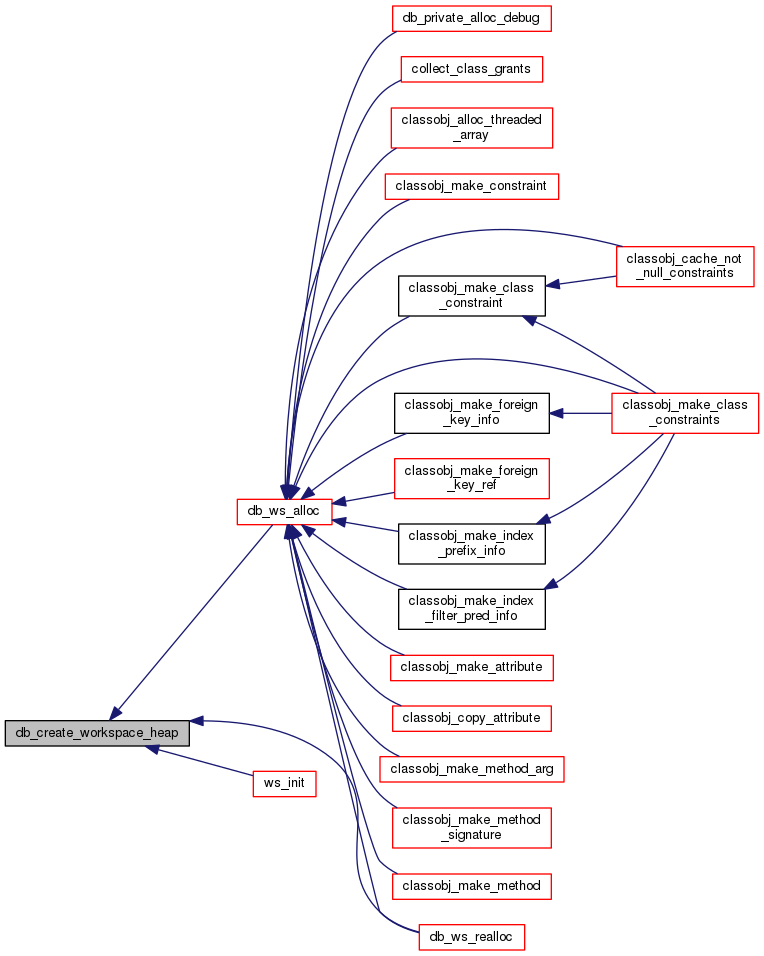 db_private_alloc_debug
collect_class_grants
classobj_alloc_threaded
_array
classobj_make_constraint
classobj_cache_not
_null_constraints
classobj_make_class
_constraint
classobj_make_foreign
_key_info
classobj_make_class
_constraints
classobj_make_foreign
_key_ref
db_ws_alloc
classobj_make_index
_prefix_info
classobj_make_index
_filter_pred_info
classobj_make_attribute
classobj_copy_attribute
db_create_workspace_heap
classobj_make_method_arg
ws_init
classobj_make_method
_signature
classobj_make_method
db_ws_realloc